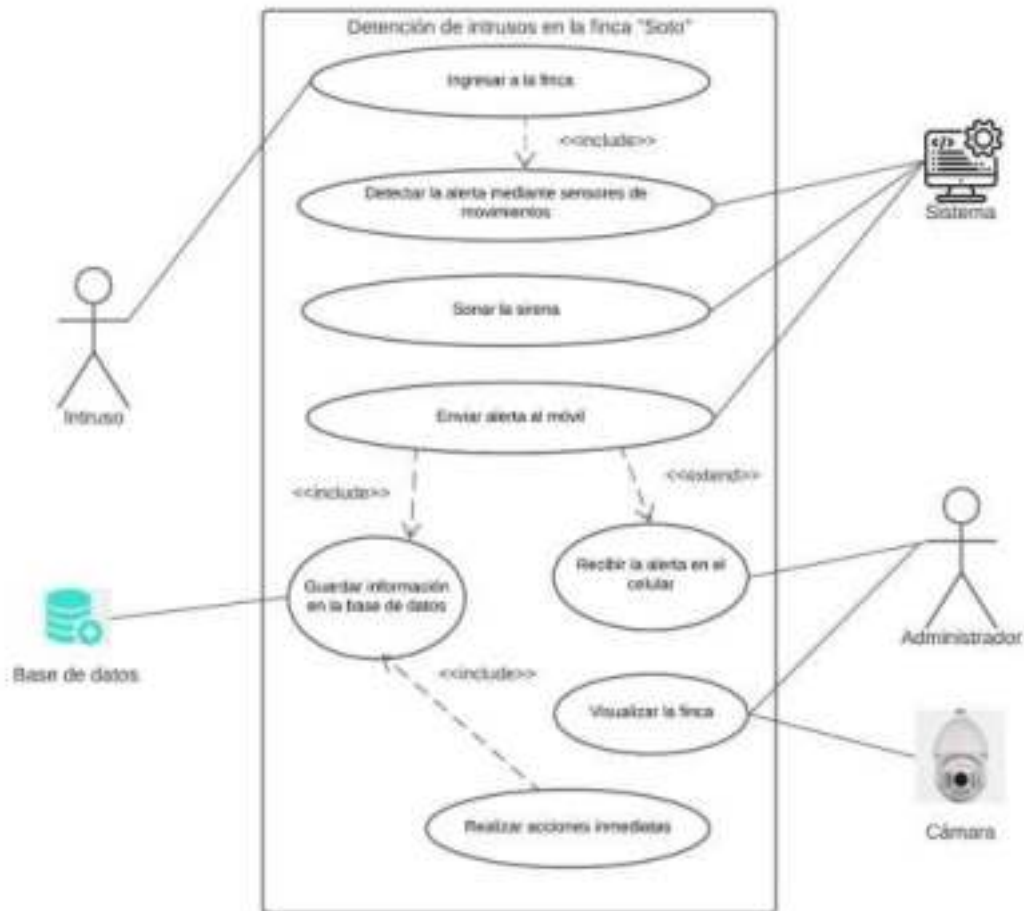 Detención de intrusos en la finca "Soto"
Ingresar a la finca
<<include>>
Detectar la alerta mediante sensores de
movimientos
Sistema
Sonar la sirena
Intruso
Enviar alerta al móvil
<<include>>
<<extend>>
Guardar información
en la base de datos
Recibir la alerta en el
celular
Base de datos
Administrador
<<include>>
Visualizar la finca
Realizar acciones inmediatas
Cámara